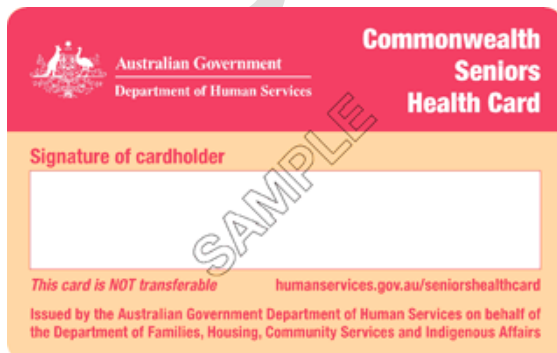 Commonwealth
Seniors
Health Card
Australian Government
Department of Human Services
Signature of cardholder
SAMPLE
This card is NOT transferable
humanservices.gov.au/seniorshealthcard
Issued by the Australian Government Department of Human Services on behalf of
the Department of Families, Housing, Community Services and Indigenous Affairs